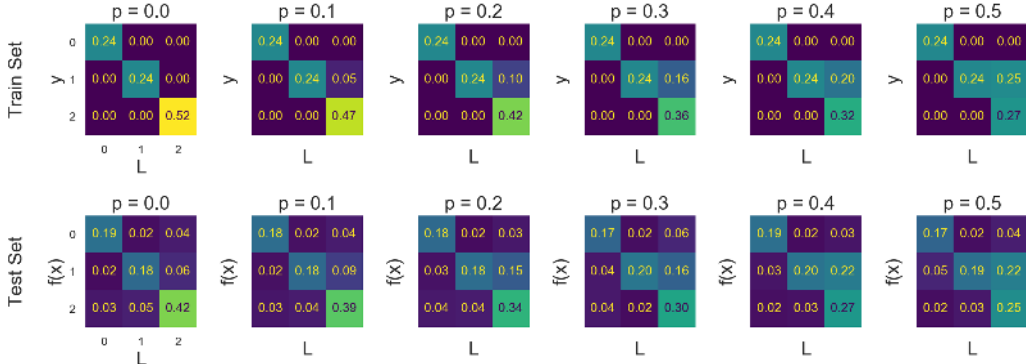 p = 0.0 p = 0.1 p = 0.2 p = 0.3 p = 0.4 p = 0.5
Train Set
y y y y y y
0 0.24 0.00 0.00 0.24 0.00 0.00 0.24 0.00 0.00 0.24 0.00 0.00 0.24 0.00 0.00 0.24 0.00 0.00
1 0.00 0.24 0.00 0.00 0.24 0.05 0.00 0.24 0.10 0.00 0.24 0.16 0.00 0.24 0.20 0.00 0.24 0.25
2 0.00 0.00 0.52 0.00 0.00 0.47 0.00 0.00 0.42 0.00 0.00 0.36 0.00 0.00 0.32 0.00 0.00 0.27
0 1 2
L L L L L L
p = 0.0 p = 0.1 p = 0.2 p = 0.3 p = 0.4 p = 0.5
Test Set
f(x) f(x) f(x) f(x) f(x) f(x)
0 0.19 0.02 0.04 0.18 0.02 0.04 0.18 0.02 0.03 0.17 0.02 0.06 0.19 0.02 0.03 0.17 0.02 0.04
1 0.02 0.18 0.06 0.02 0.18 0.09 0.03 0.18 0.15 0.04 0.20 0.16 0.03 0.20 0.22 0.05 0.19 0.22
2 0.03 0.05 0.42 0.03 0.04 0.39 0.04 0.04 0.34 0.04 0.02 0.30 0.02 0.03 0.27 0.02 0.03 0.25
0 1 2
L L L L L L